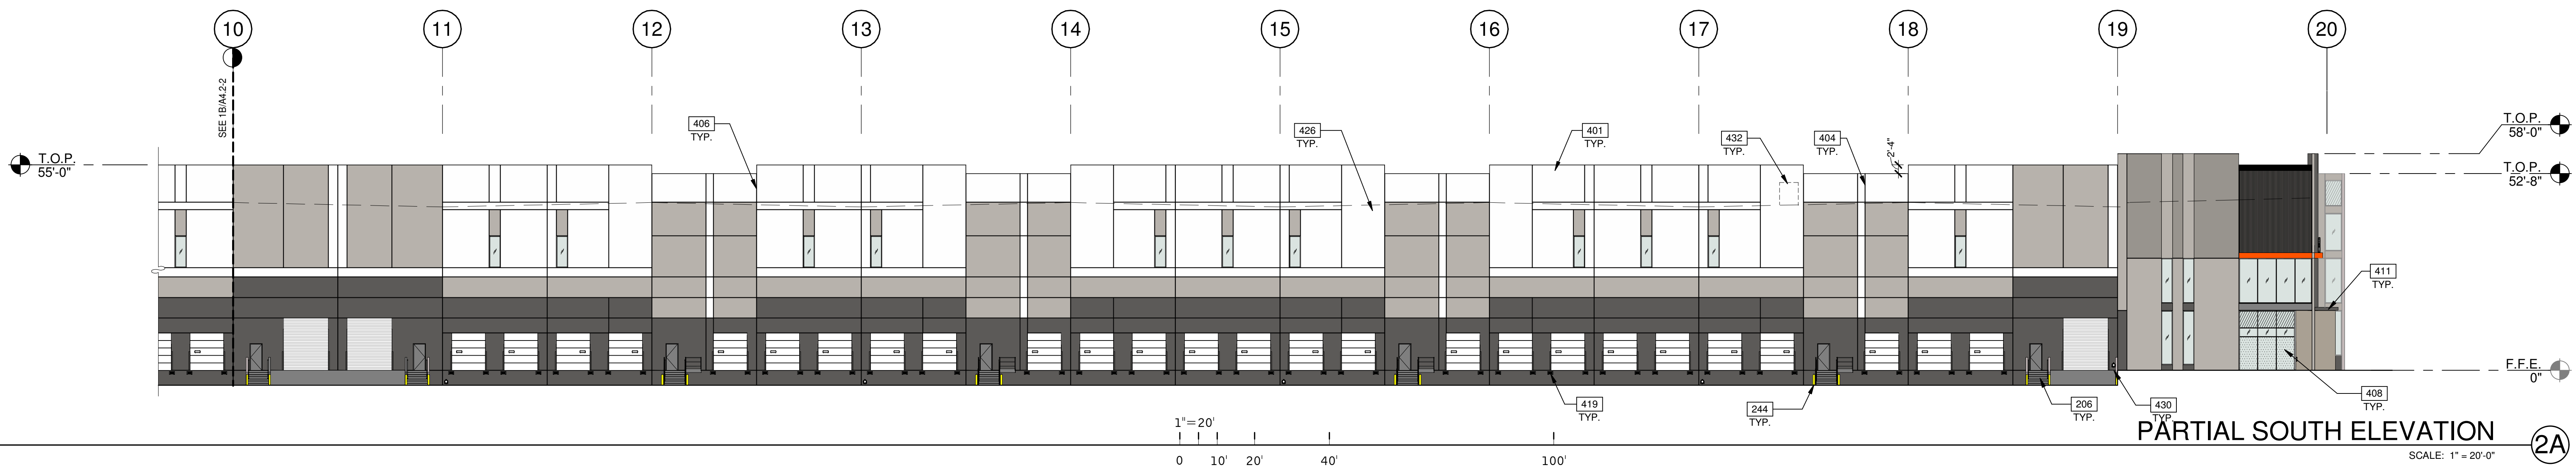 10
11
12
13
14
15
16
17
18
19
20
SEE 1B/A4.2-2
406
TYP.
426
TYP.
401
TYP.
432
TYP.
404
TYP.
2'-4"
T.O.P.
58'-0"
T.O.P.
55'-0"
T.O.P.
52'-8"
411
TYP.
F.F.E.
0"
408
TYP.
419
TYP.
244
TYP.
206
TYP.
430
TYP.
1"=20'
0 10' 20' 40' 100'
PARTIAL SOUTH ELEVATION
SCALE: 1" = 20'-0"
2A